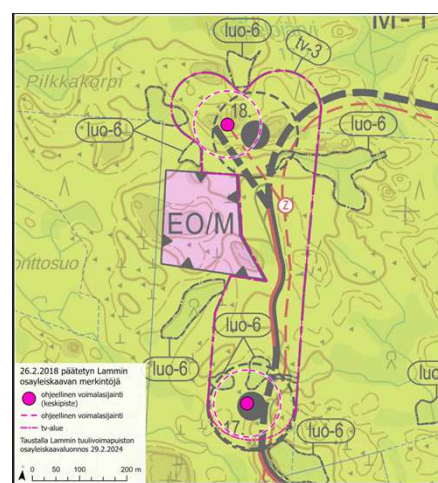 luo-6
M-1
tv-3
Pilkkakorpi
18.
luo-6
luo-6
Z
EO/M
onttosuo
luo-6
luo-6
17.
luo-6
26.2.2018 päätetyn Lammin
osayleiskaavan merkintöjä
ohjeellinen voimalasijainti
(keskipiste)
ohjeellinen voimalasijainti
tv-alue
Taustalla Lammin tuulivoimapuiston
osayleiskaavaluonnos 29.2.2024
0 50 100 200 m